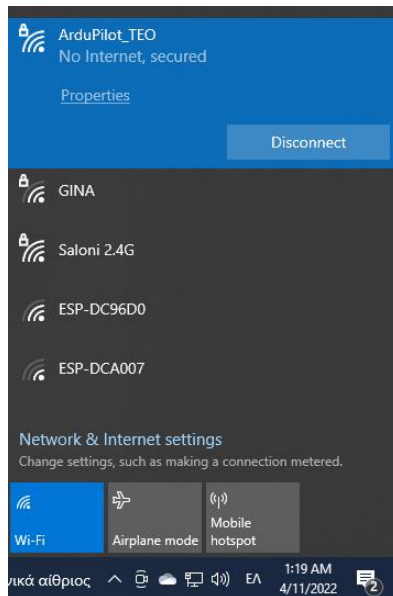 ArduPilot_TEO
No Internet, secured
Properties
Disconnect
GINA
Saloni 2.4G
ESP-DC96D0
ESP-DCA007
Network & Internet settings
Change settings, such as making a connection metered.
Wi-Fi
Airplane mode
Mobile
hotspot
νικά αίθριος
ΕΛ
1:19 AM
4/11/2022
2